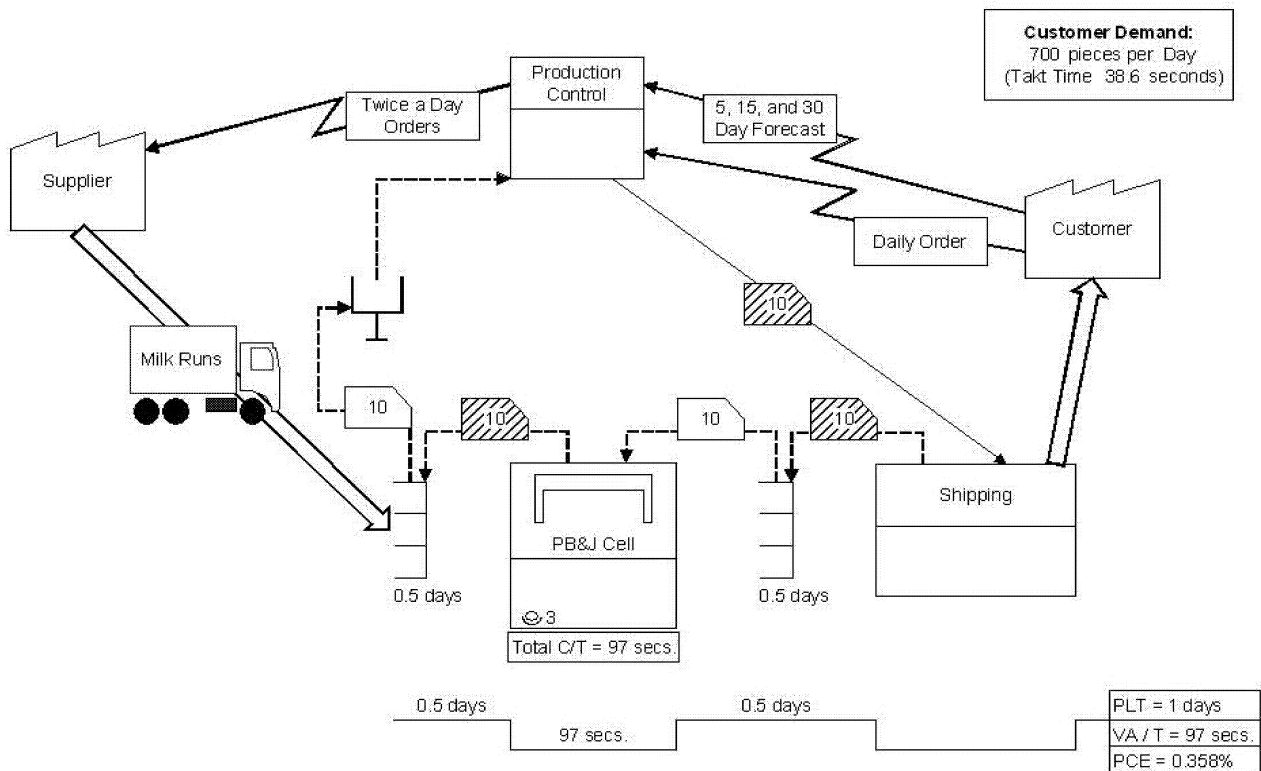 Customer Demand:
700 pieces per Day
(Takt Time 38.6 seconds)
Production
Control
Twice a Day
Orders
5, 15, and 30
Day Forecast
Supplier
Customer
Daily Order
10
Milk Runs
10
10
10
10
Shipping
PB&J Cell
0.5 days
0.5 days
3
Total C/T = 97 secs.
0.5 days
0.5 days
97 secs.
PLT = 1 days
VA / T = 97 secs.
PCE = 0.358%